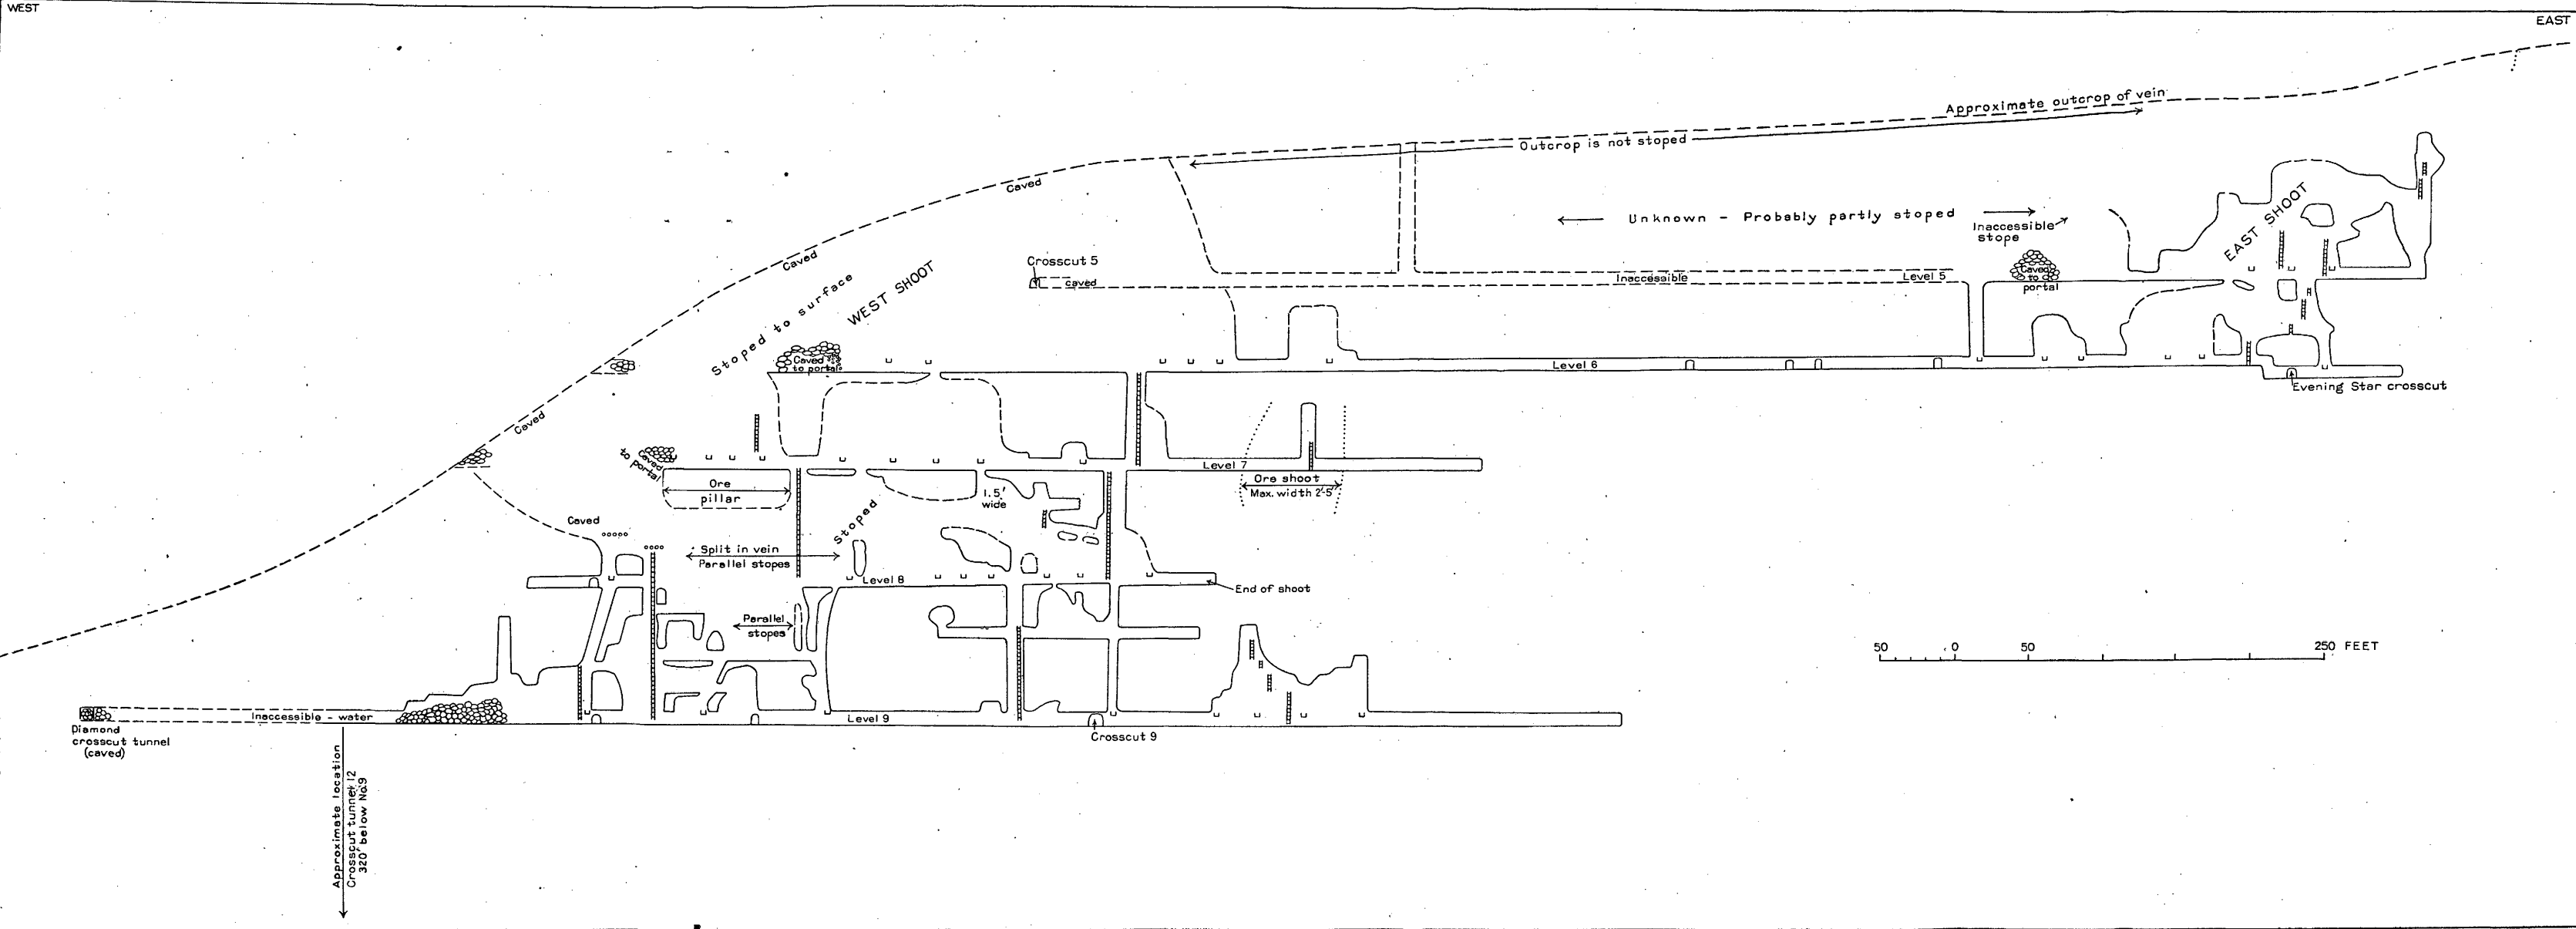 WEST
EAST
Approximate outcrop of vein
Outcrop is not stoped
Caved
Unknown - Probably partly stoped
Inaccessible
stope
EAST SHOOT
Caved
Crosscut 5
caved
Inaccessible
Level 5
Caved
to
portal
Stoped to surface
WEST SHOOT
Caved
to portal
Level 6
Evening Star crosscut
Caved
Caved
to portal
Level 7
Ore
pillar
1.5'
wide
Ore shoot
Max. width 2'-5'
Stoped
Caved
Split in vein
Parallel stopes
Level 8
End of shoot
Parallel
stopes
50 0 50 250 FEET
Inaccessible - water
Level 9
Diamond
crosscut tunnel
(caved)
Crosscut 9
Approximate location
Crosscut tunnel 12
320' below No.9